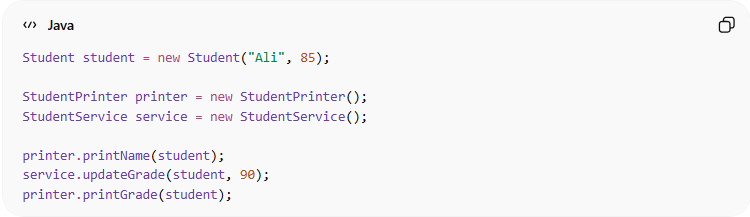 </> Java
Student student = new Student("Ali", 85);
StudentPrinter printer = new StudentPrinter();
StudentService service = new StudentService();
printer.printName(student);
service.updateGrade(student, 90);
printer.printGrade(student);